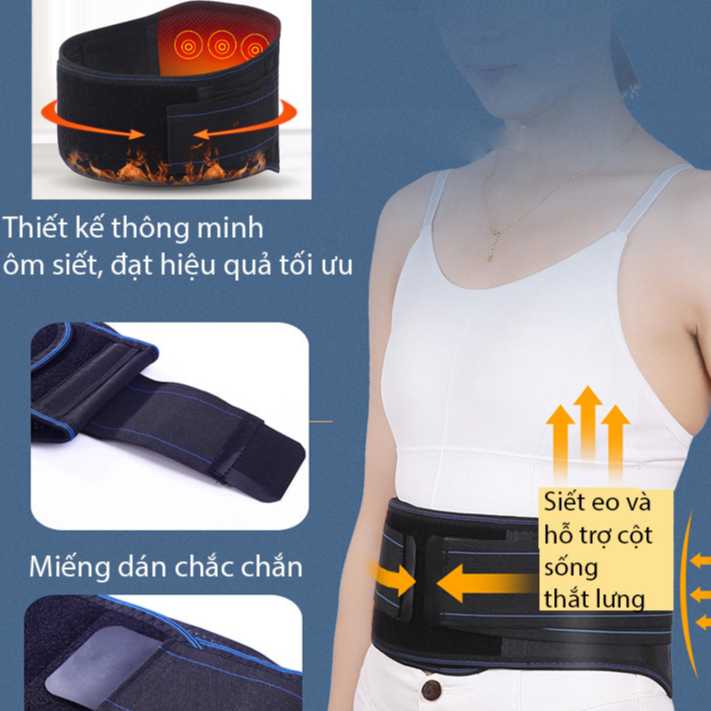 Thiết kế thông minh
ôm siết, đạt hiệu quả tối ưu
Miếng dán chắc chắn
Siết eo và
hỗ trợ cột
sống
thắt lưng